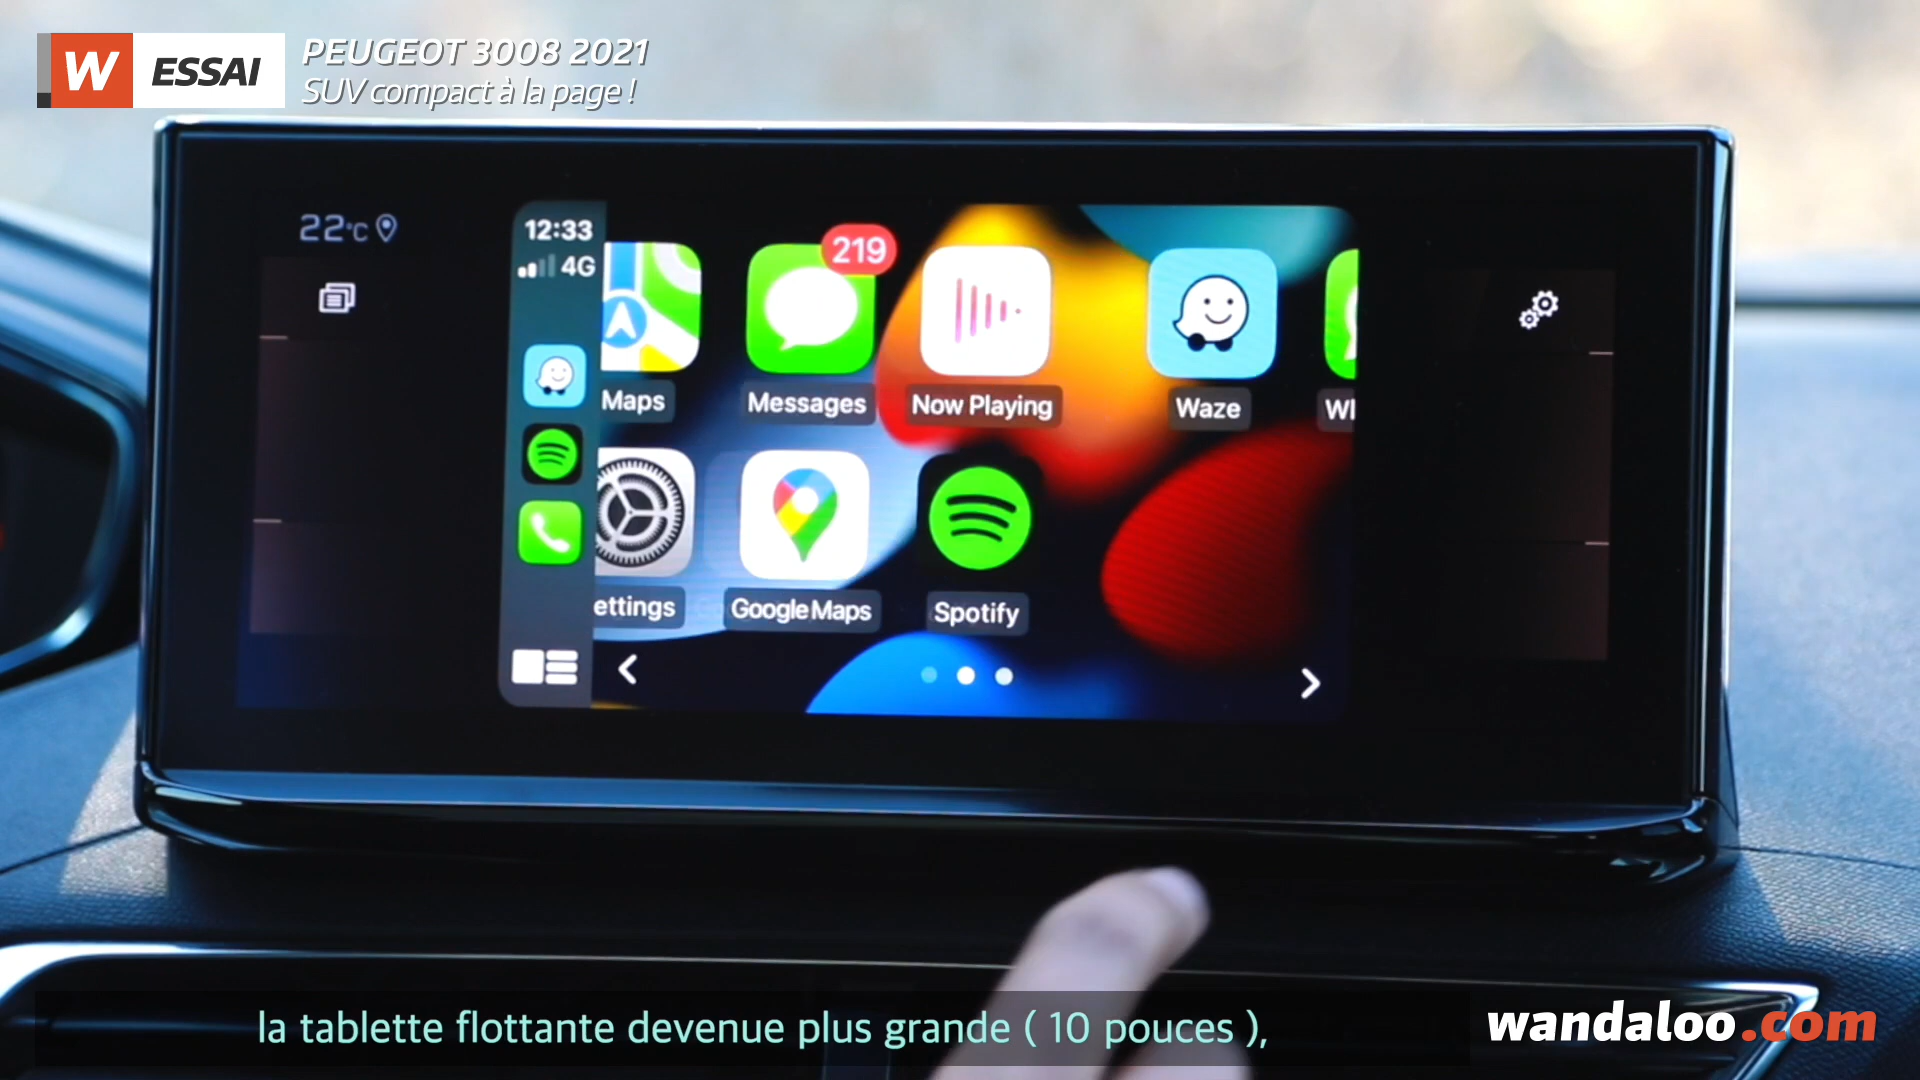 W ESSAI
PEUGEOT 3008 2021
SUV compact à la page !
22°C
12:33
4G
219
Maps
Messages
Now Playing
Waze
ettings
Google Maps
Spotify
la tablette flottante devenue plus grande ( 10 pouces ),
wandaloo.com